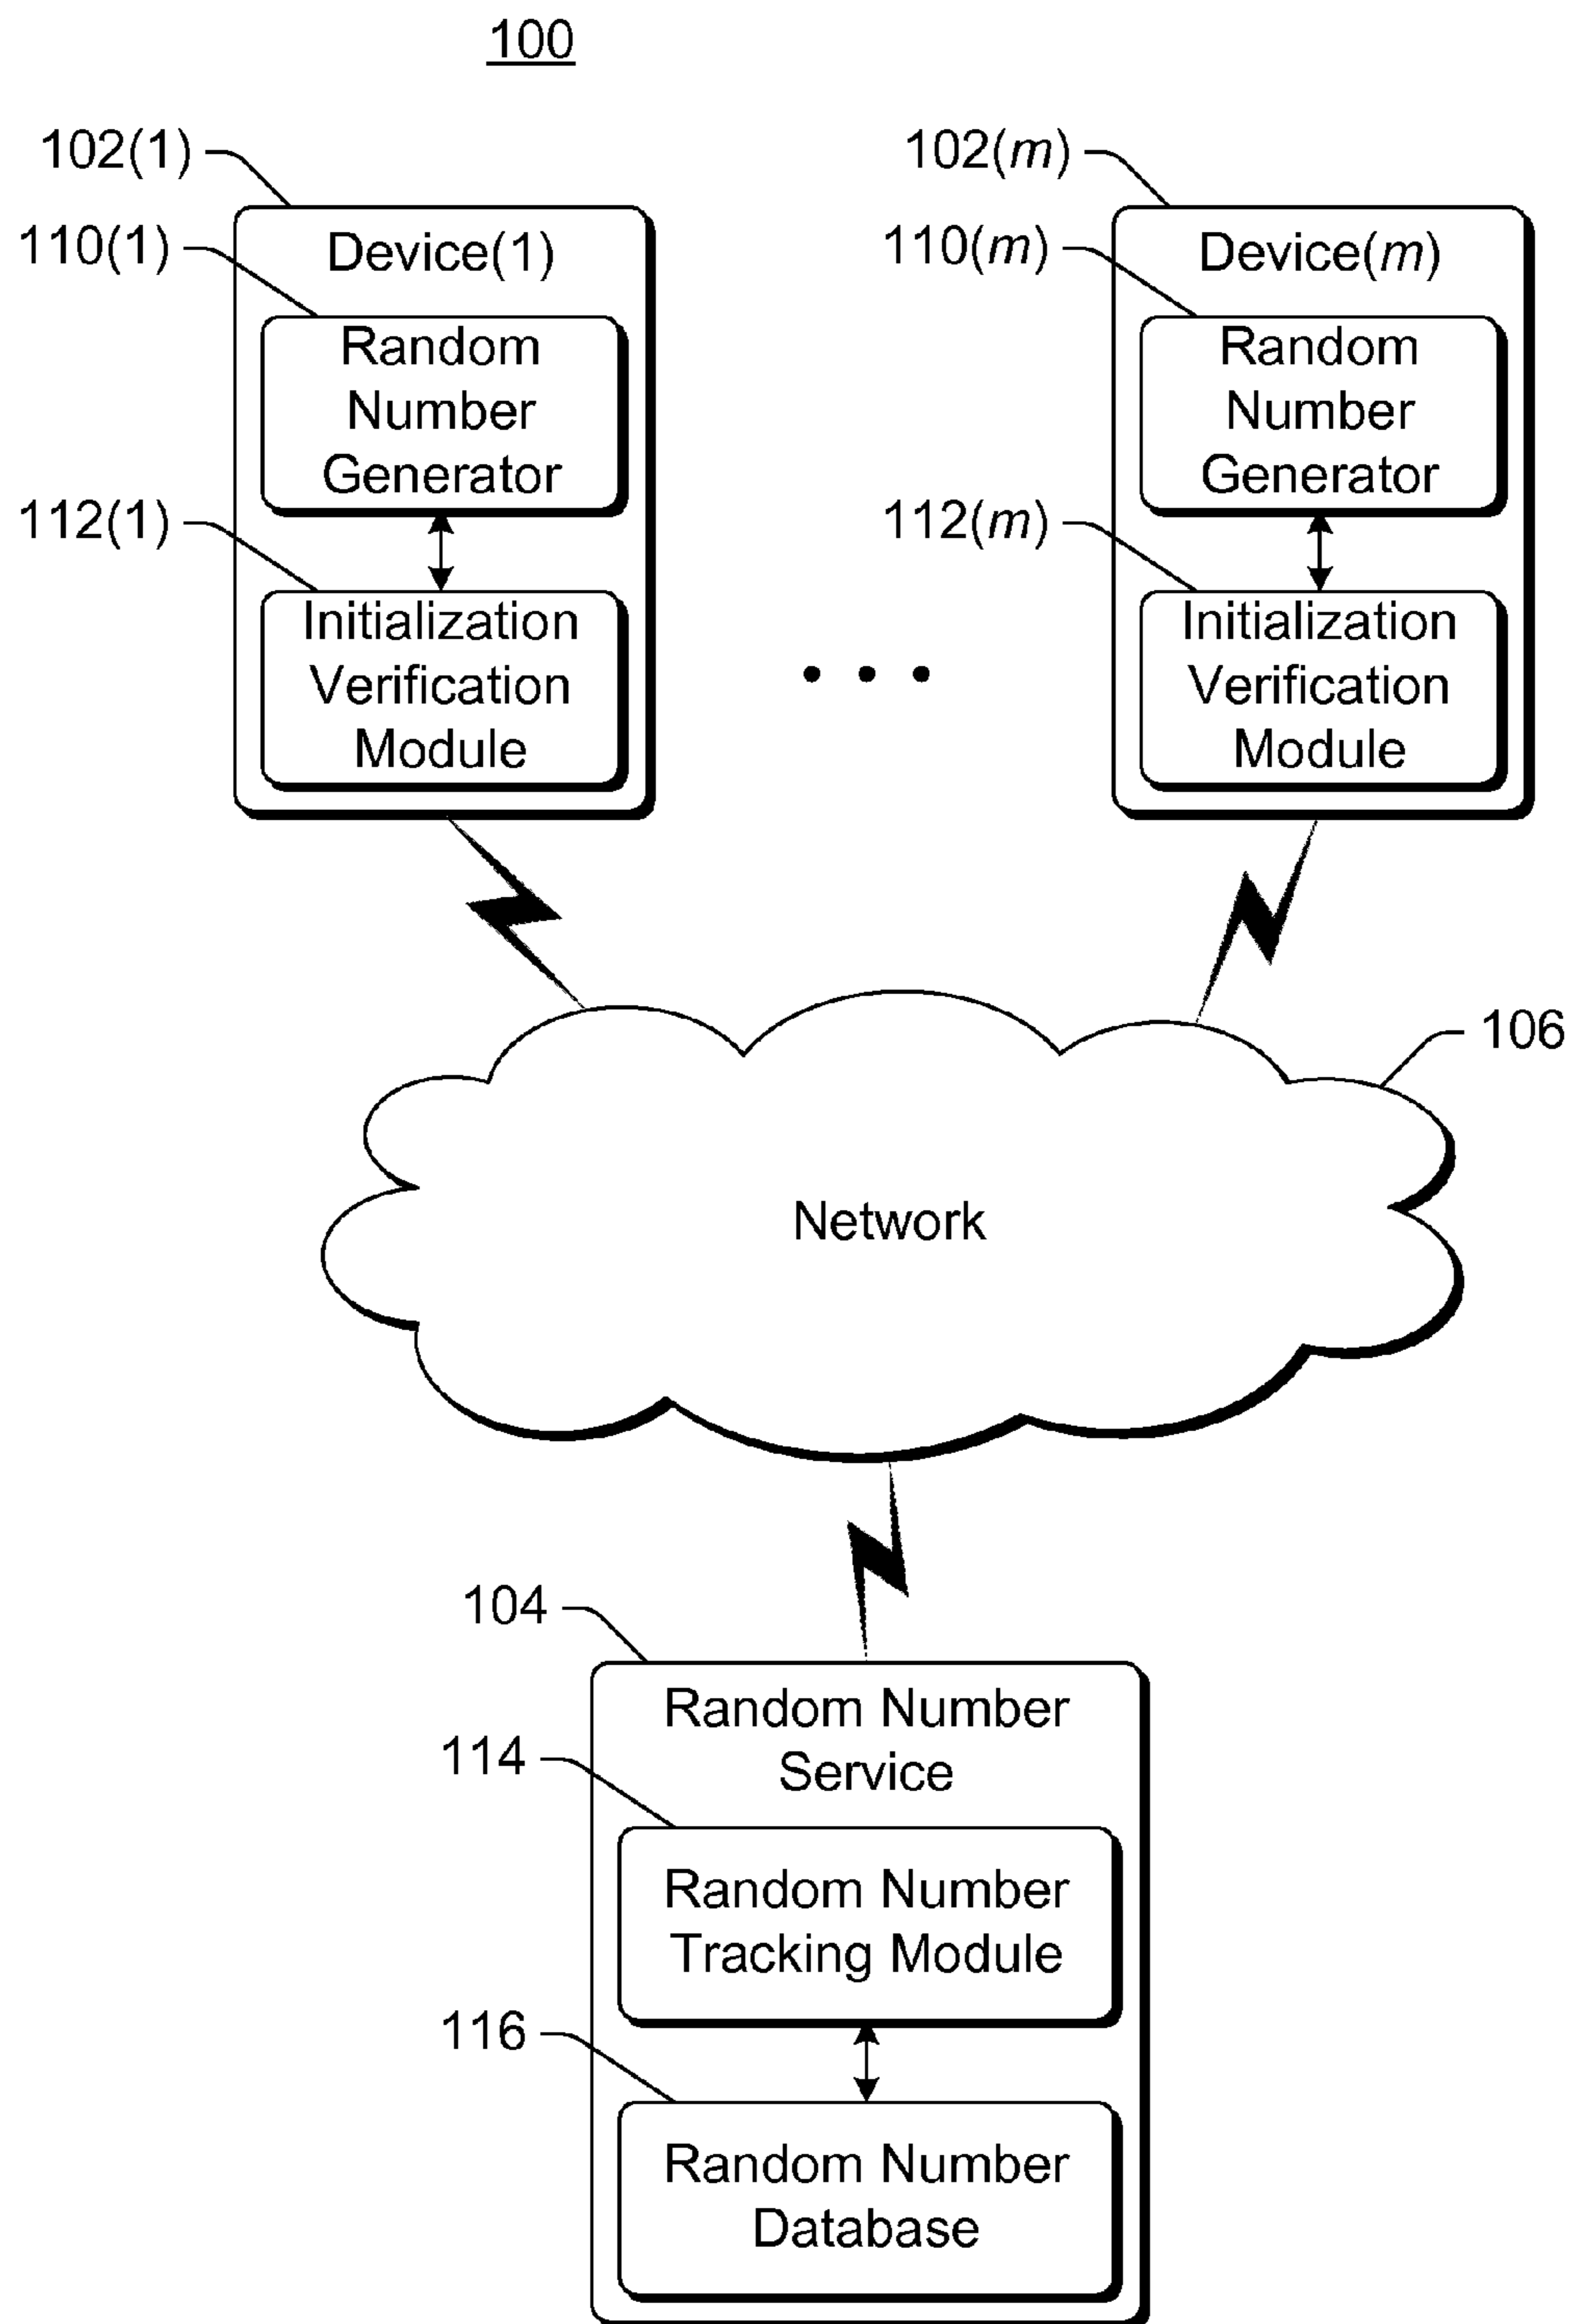 100
102(1)
102(m)
110(1)
Device(1)
110(m)
Device(m)
Random
Number
Generator
Random
Number
Generator
112(1)
112(m)
Initialization
Verification
Module
Initialization
Verification
Module
106
Network
104
Random Number
Service
114
Random Number
Tracking Module
116
Random Number
Database